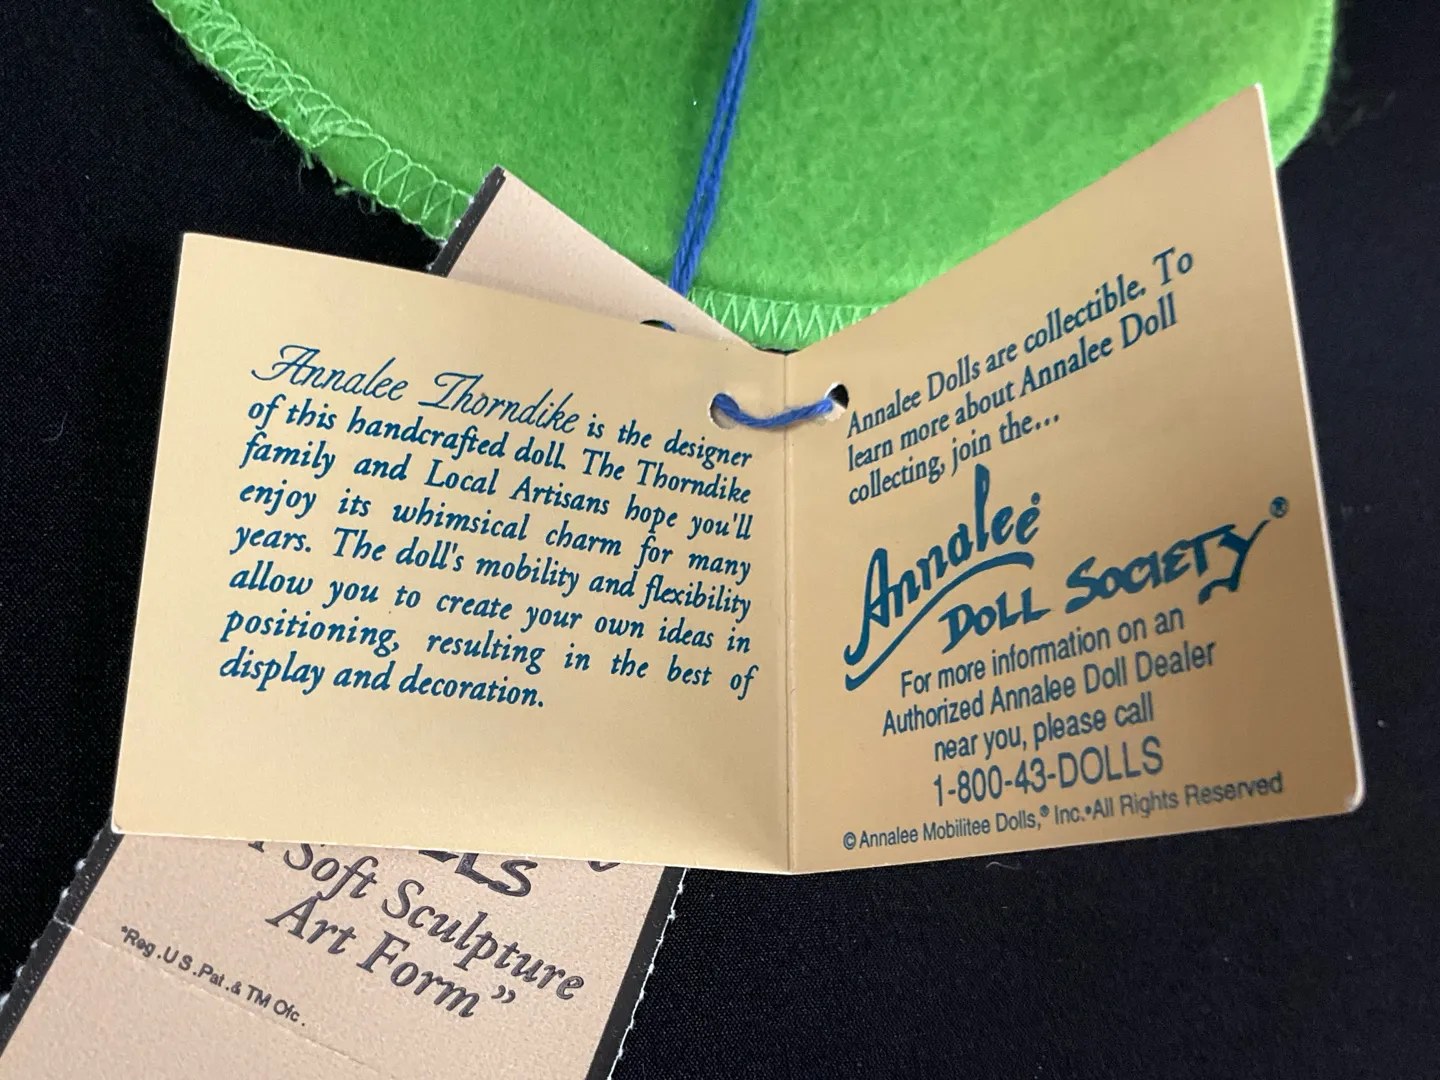 Annalee Thorndike is the designer
of this handcrafted doll. The Thorndike
family and Local Artisans hope you'll
enjoy its whimsical charm for many
years. The doll's mobility and flexibility
allow you to create your own ideas in
positioning, resulting in the best of
display and decoration.
Annalee Dolls are collectible. To
learn more about Annalee Doll
collecting, join the...
Annalee®
DOLL SOCIETY®
For more information on an
Authorized Annalee Doll Dealer
near you, please call
1-800-43-DOLLS
© Annalee Mobilitee Dolls,® Inc.•All Rights Reserved
Soft Sculpture
Art Form”
*Reg.U S.Pat.& TM Ofc.